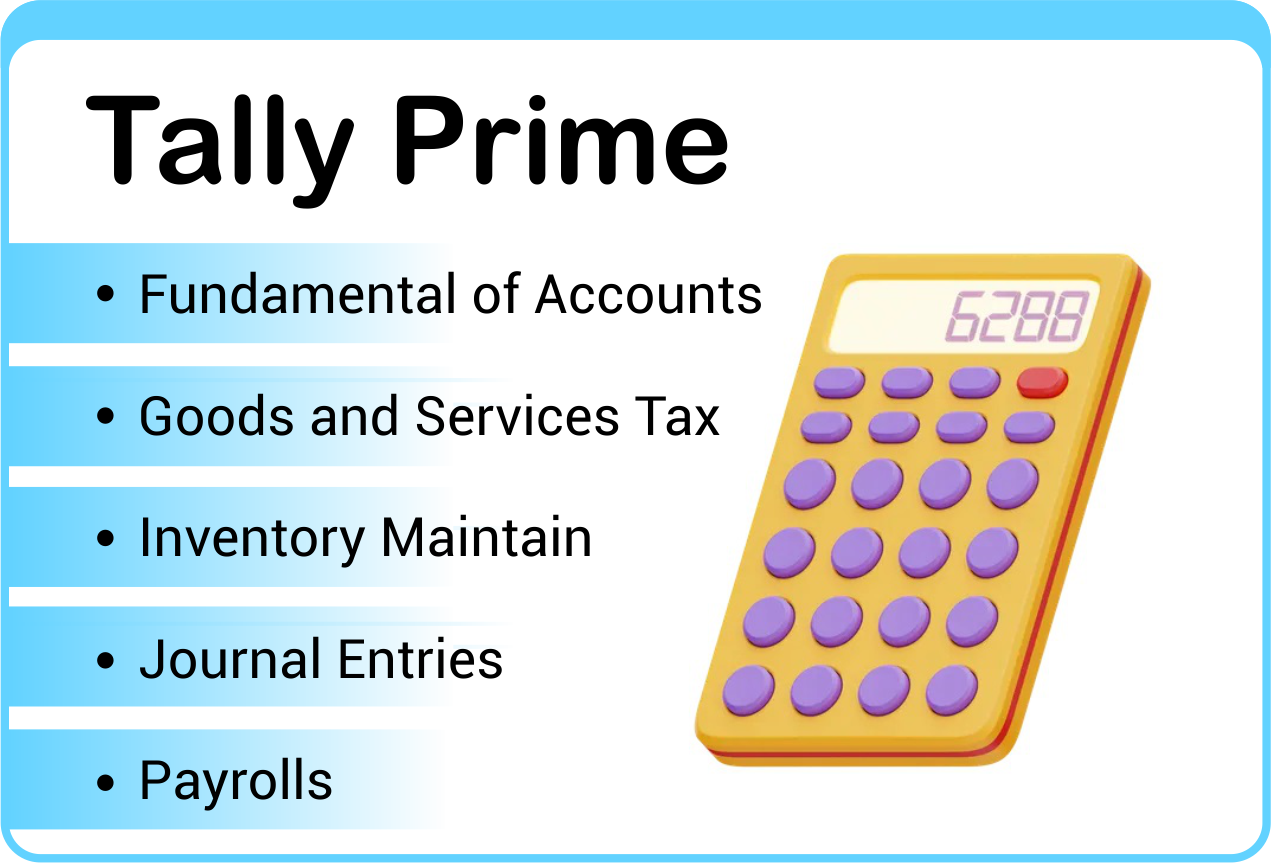 Tally Prime
• Fundamental of Accounts
6288
• Goods and Services Tax
• Inventory Maintain
• Journal Entries
• Payrolls